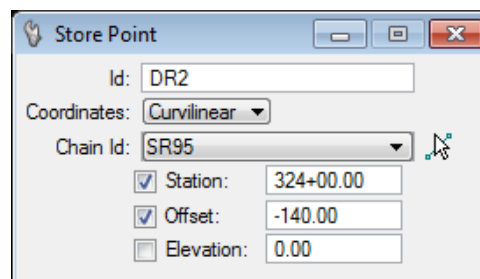 Store Point
Id: DR2
Coordinates: Curvilinear
Chain Id: SR95
Station: 324+00.00
Offset: -140.00
Elevation: 0.00